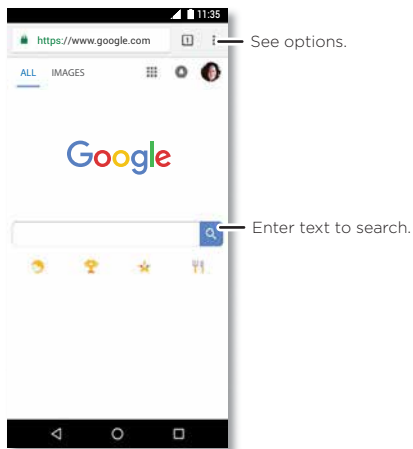 11:35
https://www.google.com 1
See options.
ALL IMAGES
Google
Enter text to search.